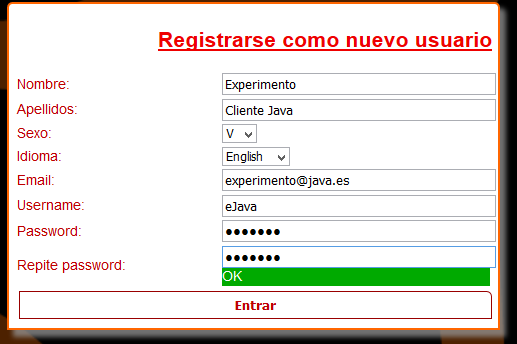 Registrarse como nuevo usuario
Nombre: Experimento
Apellidos: Cliente Java
Sexo: V
Idioma: English
Email: experimento@java.es
Username: eJava
Password: ●●●●●●●
Repite password: ●●●●●●●
OK
Entrar